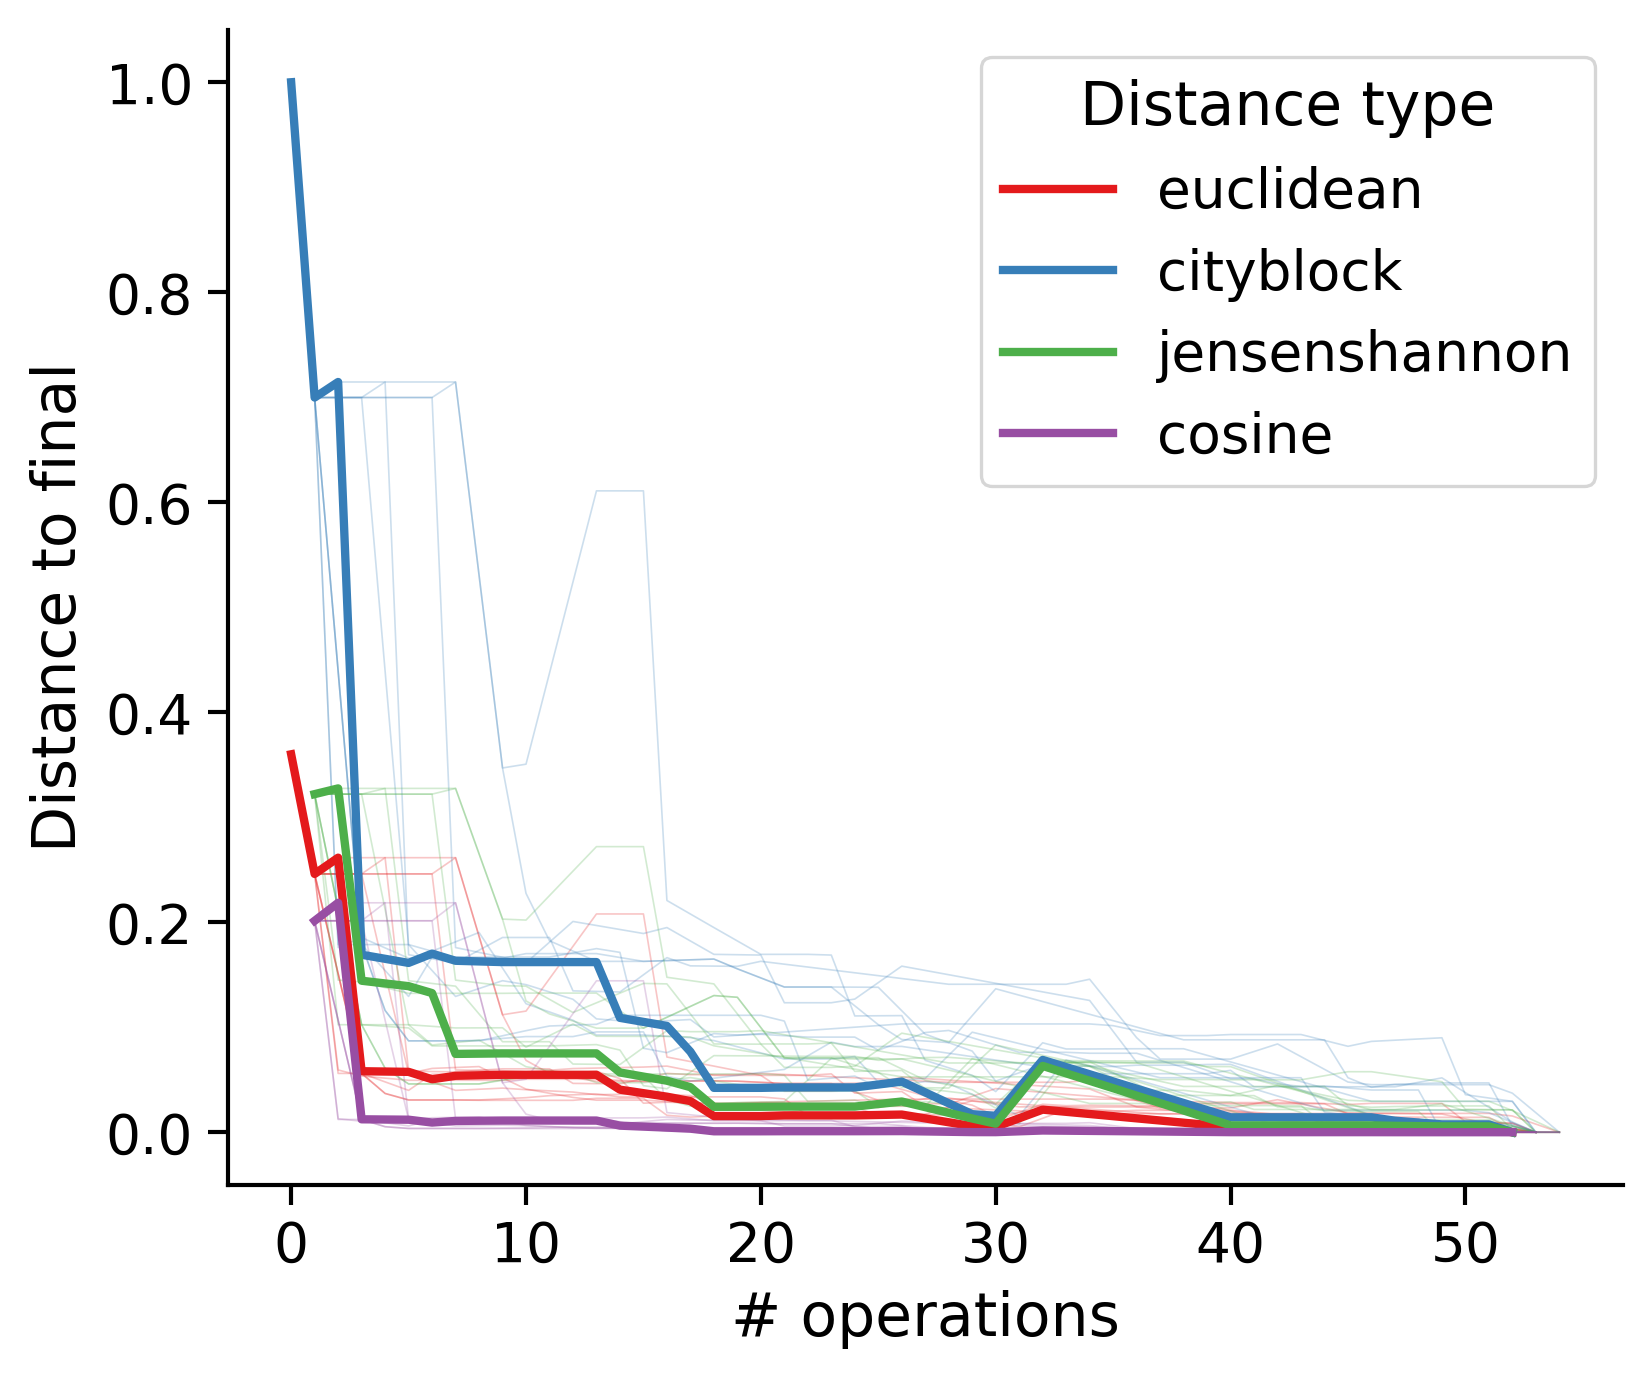 Distance type
euclidean
cityblock
jensenshannon
cosine
Distance to final
1.0
0.8
0.6
0.4
0.2
0.0
0 10 20 30 40 50
# operations